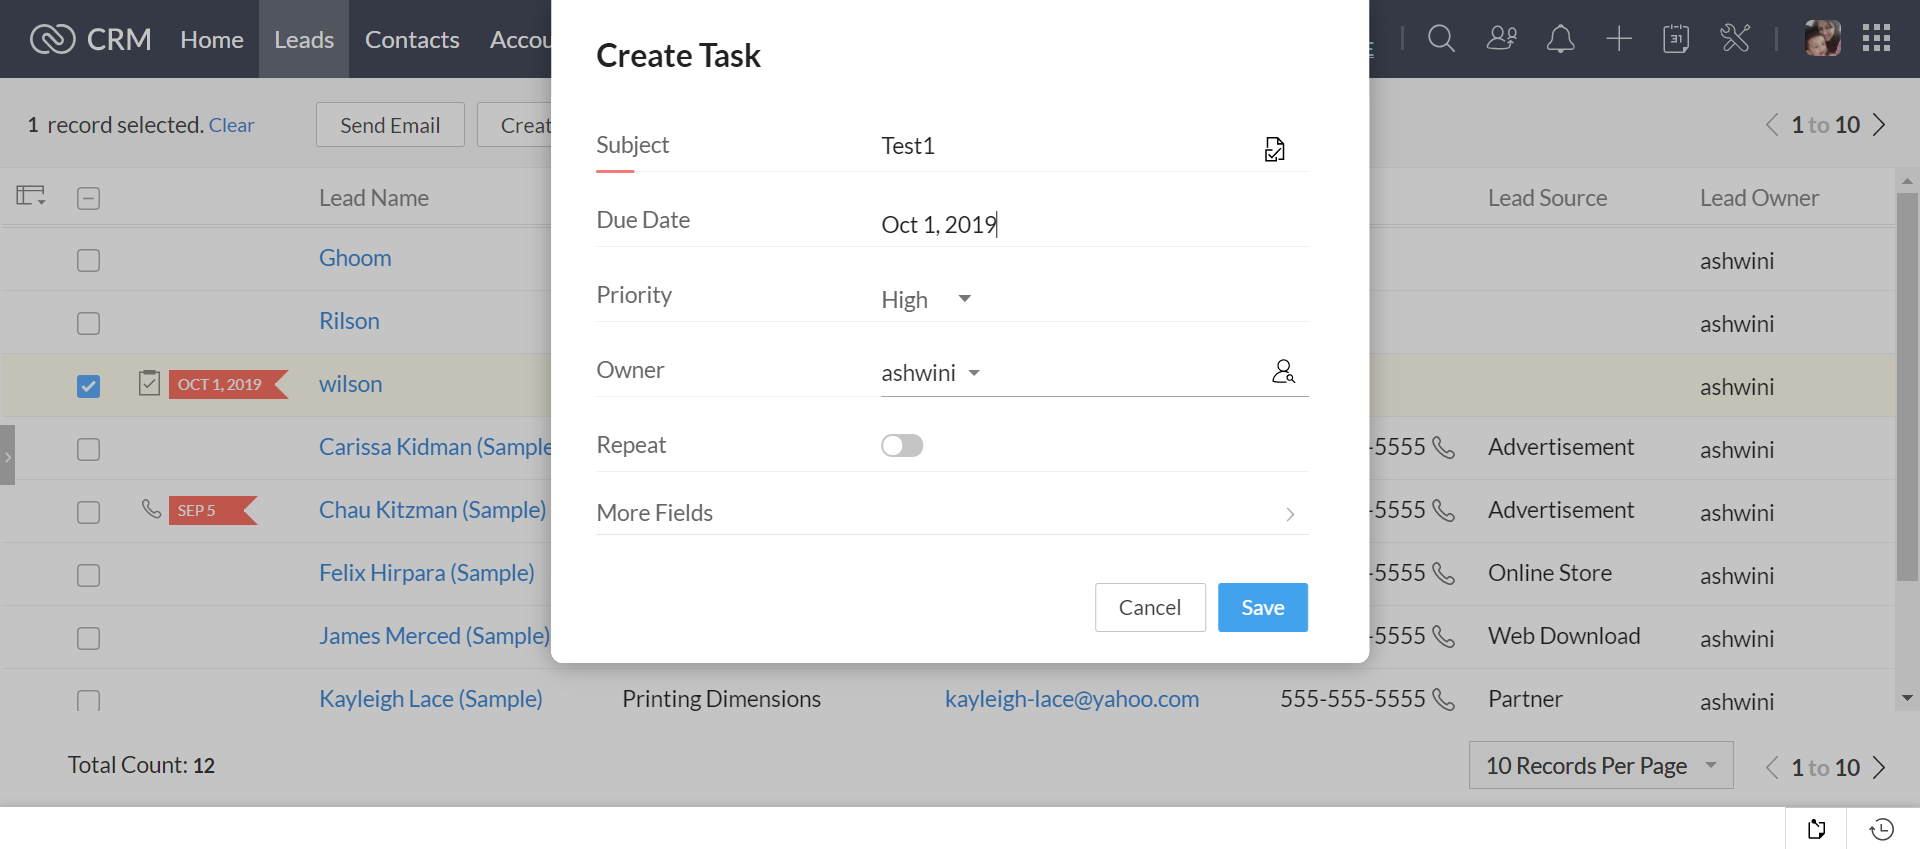 CRM Home Leads Contacts Accou
31
Create Task
1 record selected. Clear Send Email Creat
1 to 10
Subject Test1
Due Date Oct 1, 2019
Priority High
Owner ashwini
Repeat
More Fields
Cancel Save
Lead Name Lead Source Lead Owner
Ghoom ashwini
Rilson ashwini
OCT 1, 2019 wilson ashwini
Carissa Kidman (Sample -5555 Advertisement ashwini
SEP 5 Chau Kitzman (Sample) -5555 Advertisement ashwini
Felix Hirpara (Sample) -5555 Online Store ashwini
James Merced (Sample) -5555 Web Download ashwini
Kayleigh Lace (Sample) Printing Dimensions kayleigh-lace@yahoo.com 555-555-5555 Partner ashwini
Total Count: 12 10 Records Per Page 1 to 10